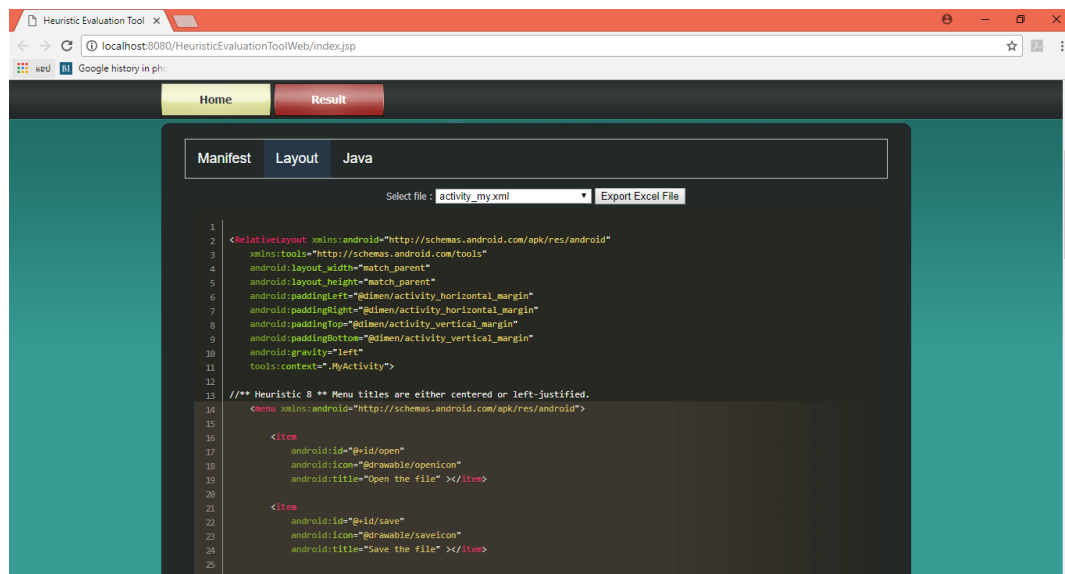 Heuristic Evaluation Tool
localhost:8080/HeuristicEvaluationToolWeb/index.jsp
แอป BI Google history in pho
Home Result
Manifest Layout Java
Select file : activity_my.xml Export Excel File
1
2 <RelativeLayout xmlns:android="http://schemas.android.com/apk/res/android"
3 xmlns:tools="http://schemas.android.com/tools"
4 android:layout_width="match_parent"
5 android:layout_height="match_parent"
6 android:paddingLeft="@dimen/activity_horizontal_margin"
7 android:paddingRight="@dimen/activity_horizontal_margin"
8 android:paddingTop="@dimen/activity_vertical_margin"
9 android:paddingBottom="@dimen/activity_vertical_margin"
10 android:gravity="left"
11 tools:context=".MyActivity">
12
13 //** Heuristic 8 ** Menu titles are either centered or left-justified.
14 <menu xmlns:android="http://schemas.android.com/apk/res/android">
15
16 <item
17 android:id="@+id/open"
18 android:icon="@drawable/openicon"
19 android:title="Open the file" ></item>
20
21 <item
22 android:id="@+id/save"
23 android:icon="@drawable/saveicon"
24 android:title="Save the file" ></item>
25